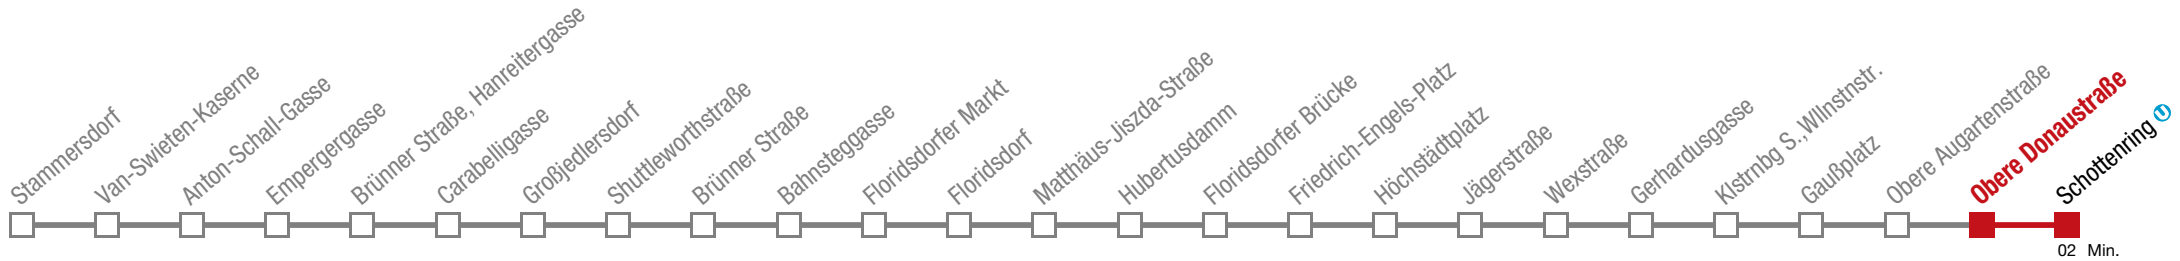 Stammersdorf
Van-Swieten-Kaserne
Anton-Schall-Gasse
Empergergasse
Brünner Straße, Hanreitergasse
Carabelligasse
Großjedlersdorf
Shuttleworthstraße
Brünner Straße
Bahnsteggasse
Floridsdorfer Markt
Floridsdorf
Matthäus-Jiszda-Straße
Hubertusdamm
Floridsdorfer Brücke
Friedrich-Engels-Platz
Höchstädtplatz
Jägerstraße
Wexstraße
Gerhardusgasse
Klstrnbg S.,Wllnstnstr.
Gaußplatz
Obere Augartenstraße
Obere Donaustraße
Schottenring U
02 Min.